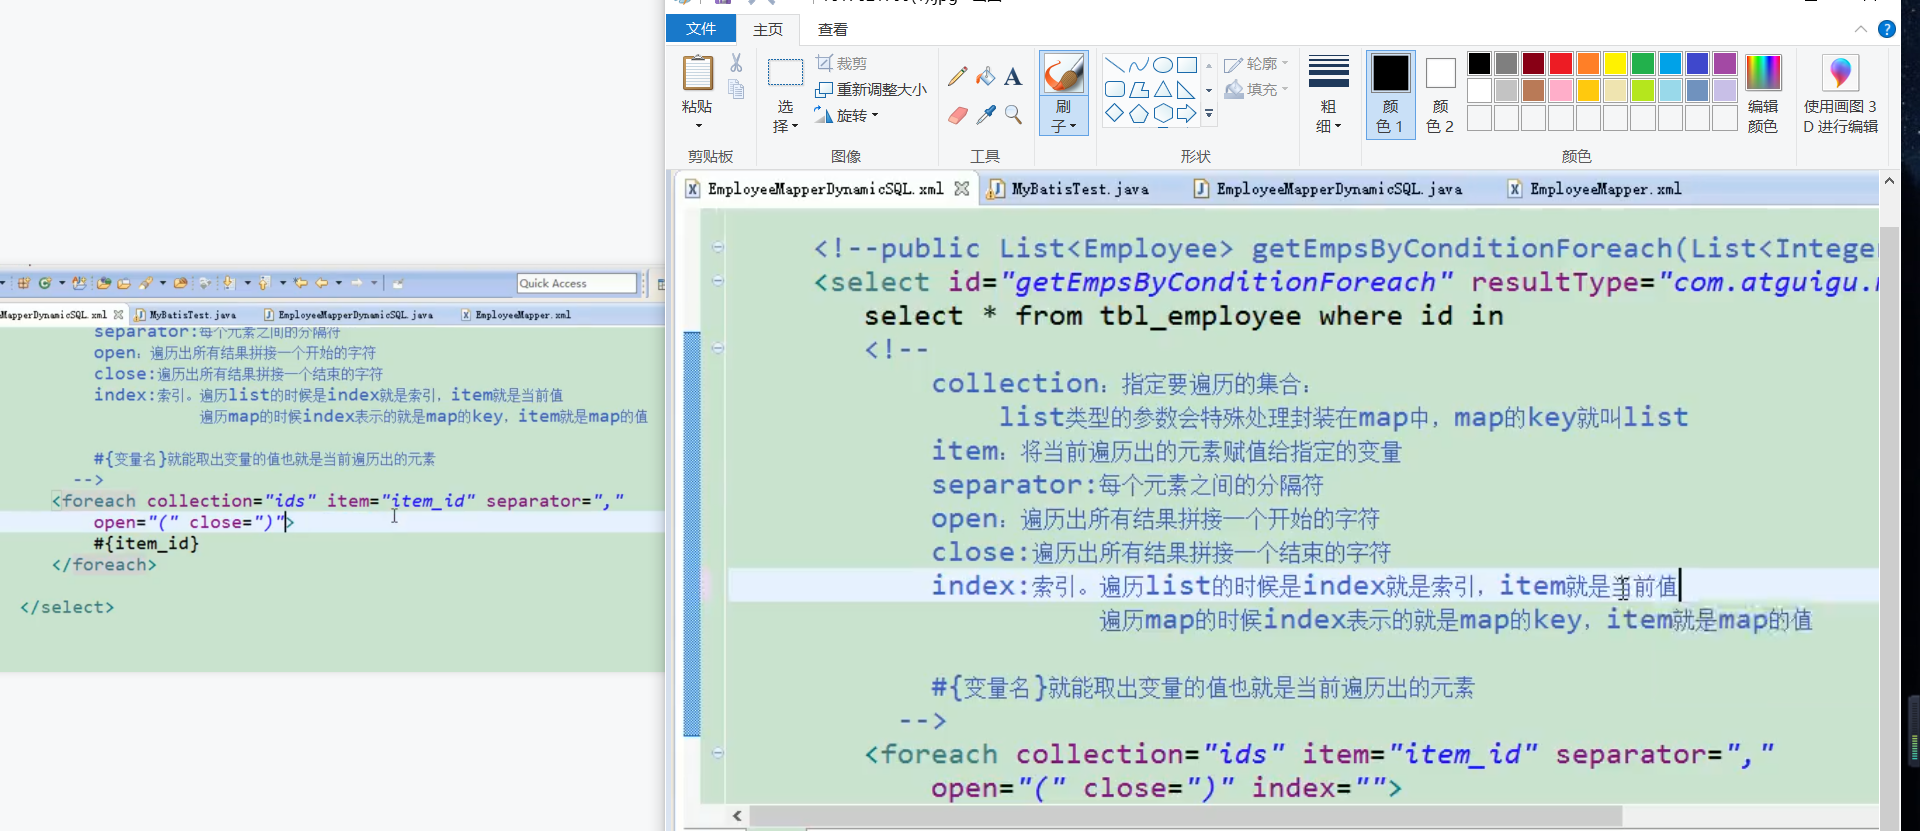 文件
主页
查看
粘贴
剪贴板
选
择
裁剪
重新调整大小
旋转
图像
A
工具
刷
子
轮廓
填充
形状
粗
细
颜
色 1
颜
色 2
编辑
颜色
使用画图 3
D 进行编辑
颜色
Quick Access
MapperDynamicSQL.xml
MyBatisTest.java
EmployeeMapperDynamicSQL.java
EmployeeMapper.xml
separator:每个元素之间的分隔符
open：遍历出所有结果拼接一个开始的字符
close:遍历出所有结果拼接一个结束的字符
index:索引。遍历list的时候是index就是索引，item就是当前值
遍历map的时候index表示的就是map的key，item就是map的值
#{变量名}就能取出变量的值也就是当前遍历出的元素
-->
<foreach collection="ids" item="item_id" separator=","
open="(" close=")">
#{item_id}
</foreach>
</select>
EmployeeMapperDynamicSQL.xml
MyBatisTest.java
EmployeeMapperDynamicSQL.java
EmployeeMapper.xml
<!--public List<Employee> getEmpsByConditionForeach(List<Integer
<select id="getEmpsByConditionForeach" resultType="com.atguigu.
select * from tbl_employee where id in
<!--
collection：指定要遍历的集合：
list类型的参数会特殊处理封装在map中，map的key就叫list
item：将当前遍历出的元素赋值给指定的变量
separator:每个元素之间的分隔符
open：遍历出所有结果拼接一个开始的字符
close:遍历出所有结果拼接一个结束的字符
index:索引。遍历list的时候是index就是索引，item就是当前值
遍历map的时候index表示的就是map的key，item就是map的值
#{变量名}就能取出变量的值也就是当前遍历出的元素
-->
<foreach collection="ids" item="item_id" separator=","
open="(" close=")" index="">